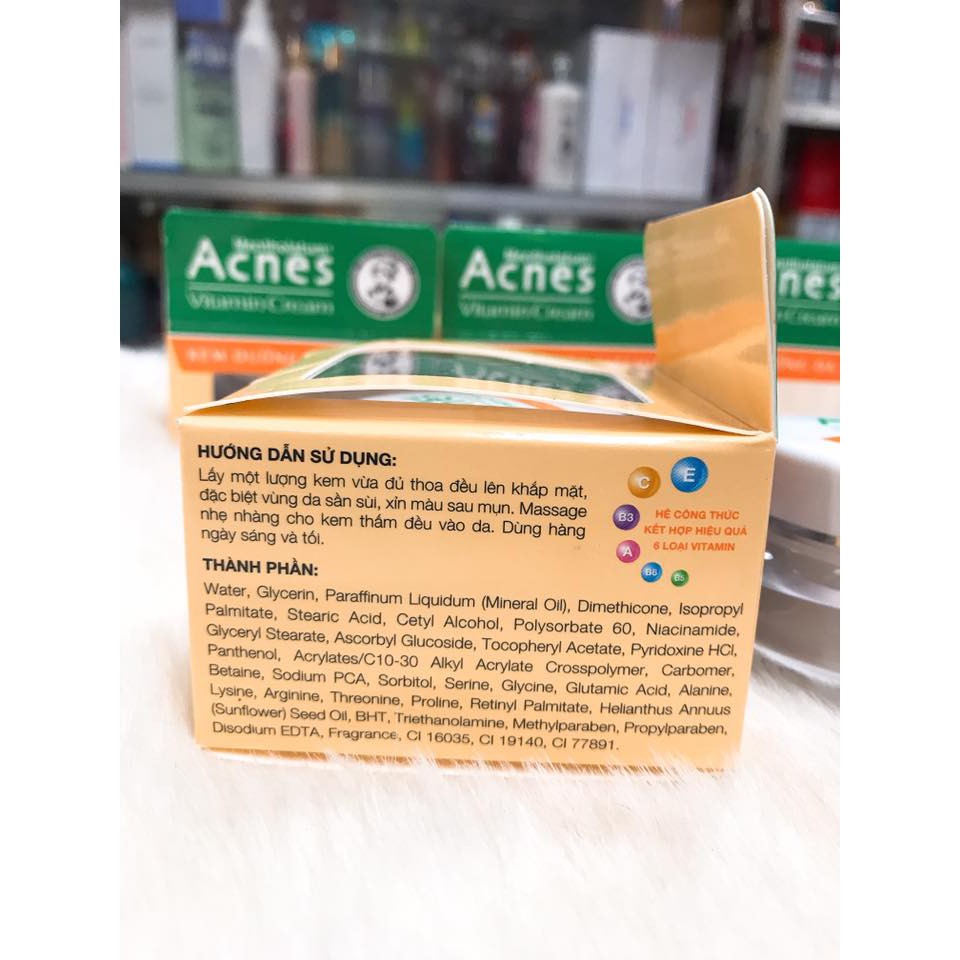 Mentholatum
Acnes
Vitamin Cream
KEM DƯỠNG
Acnes
Vitamin Cream
nes
Cream
HƯỚNG DẪN SỬ DỤNG:
Lấy một lượng kem vừa đủ thoa đều lên khắp mặt,
đặc biệt vùng da sần sùi, xỉn màu sau mụn. Massage
nhẹ nhàng cho kem thấm đều vào da. Dùng hàng
ngày sáng và tối.
C
E
B3
A
B6
B5
HỆ CÔNG THỨC
KẾT HỢP HIỆU QUẢ
6 LOẠI VITAMIN
THÀNH PHẦN:
Water, Glycerin, Paraffinum Liquidum (Mineral Oil), Dimethicone, Isopropyl
Palmitate, Stearic Acid, Cetyl Alcohol, Polysorbate 60, Niacinamide,
Glyceryl Stearate, Ascorbyl Glucoside, Tocopheryl Acetate, Pyridoxine HCl,
Panthenol, Acrylates/C10-30 Alkyl Acrylate Crosspolymer, Carbomer,
Betaine, Sodium PCA, Sorbitol, Serine, Glycine, Glutamic Acid, Alanine,
Lysine, Arginine, Threonine, Proline, Retinyl Palmitate, Helianthus Annuus
(Sunflower) Seed Oil, BHT, Triethanolamine, Methylparaben, Propylparaben,
Disodium EDTA, Fragrance, CI 16035, CI 19140, CI 77891.